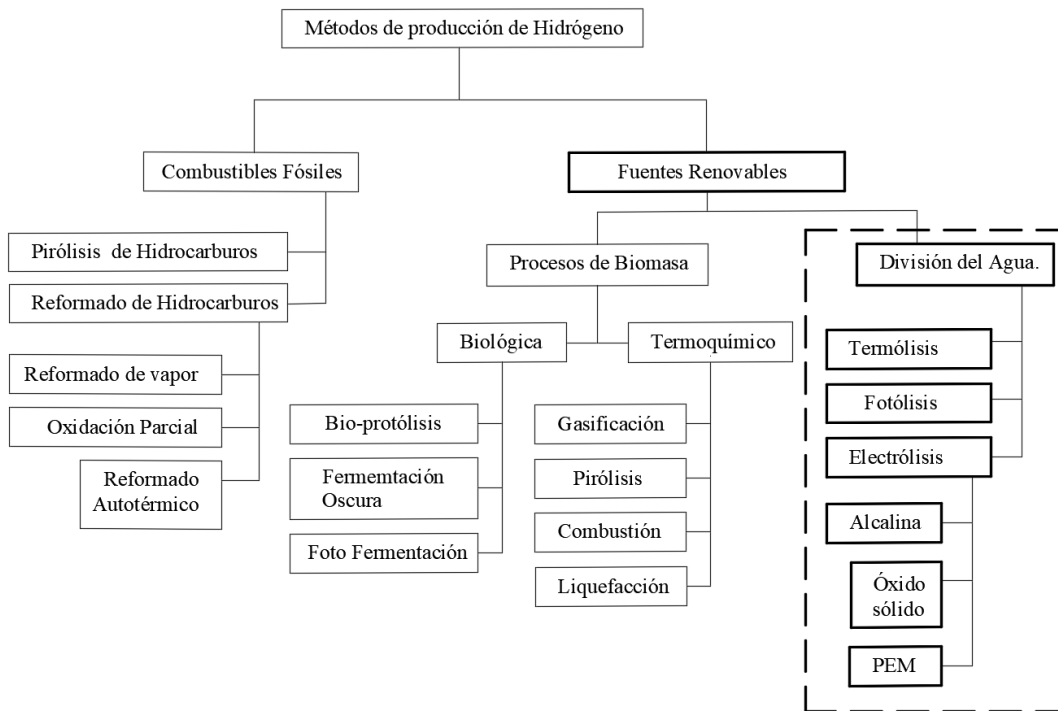 Métodos de producción de Hidrógeno
Combustibles Fósiles
Fuentes Renovables
Pirólisis de Hidrocarburos
Reformado de Hidrocarburos
Reformado de vapor
Oxidación Parcial
Reformado
Autotérmico
Procesos de Biomasa
Biológica
Termoquímico
Bio-protólisis
Fermemtación
Oscura
Foto Fermentación
Gasificación
Pirólisis
Combustión
Liquefacción
División del Agua.
Termólisis
Fotólisis
Electrólisis
Alcalina
Óxido
sólido
PEM